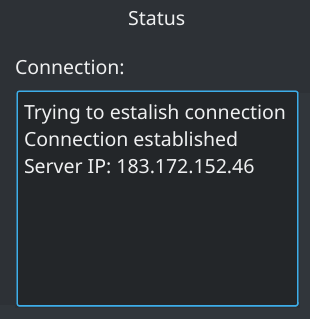 Status
Connection:
Trying to estalish connection
Connection established
Server IP: 183.172.152.46